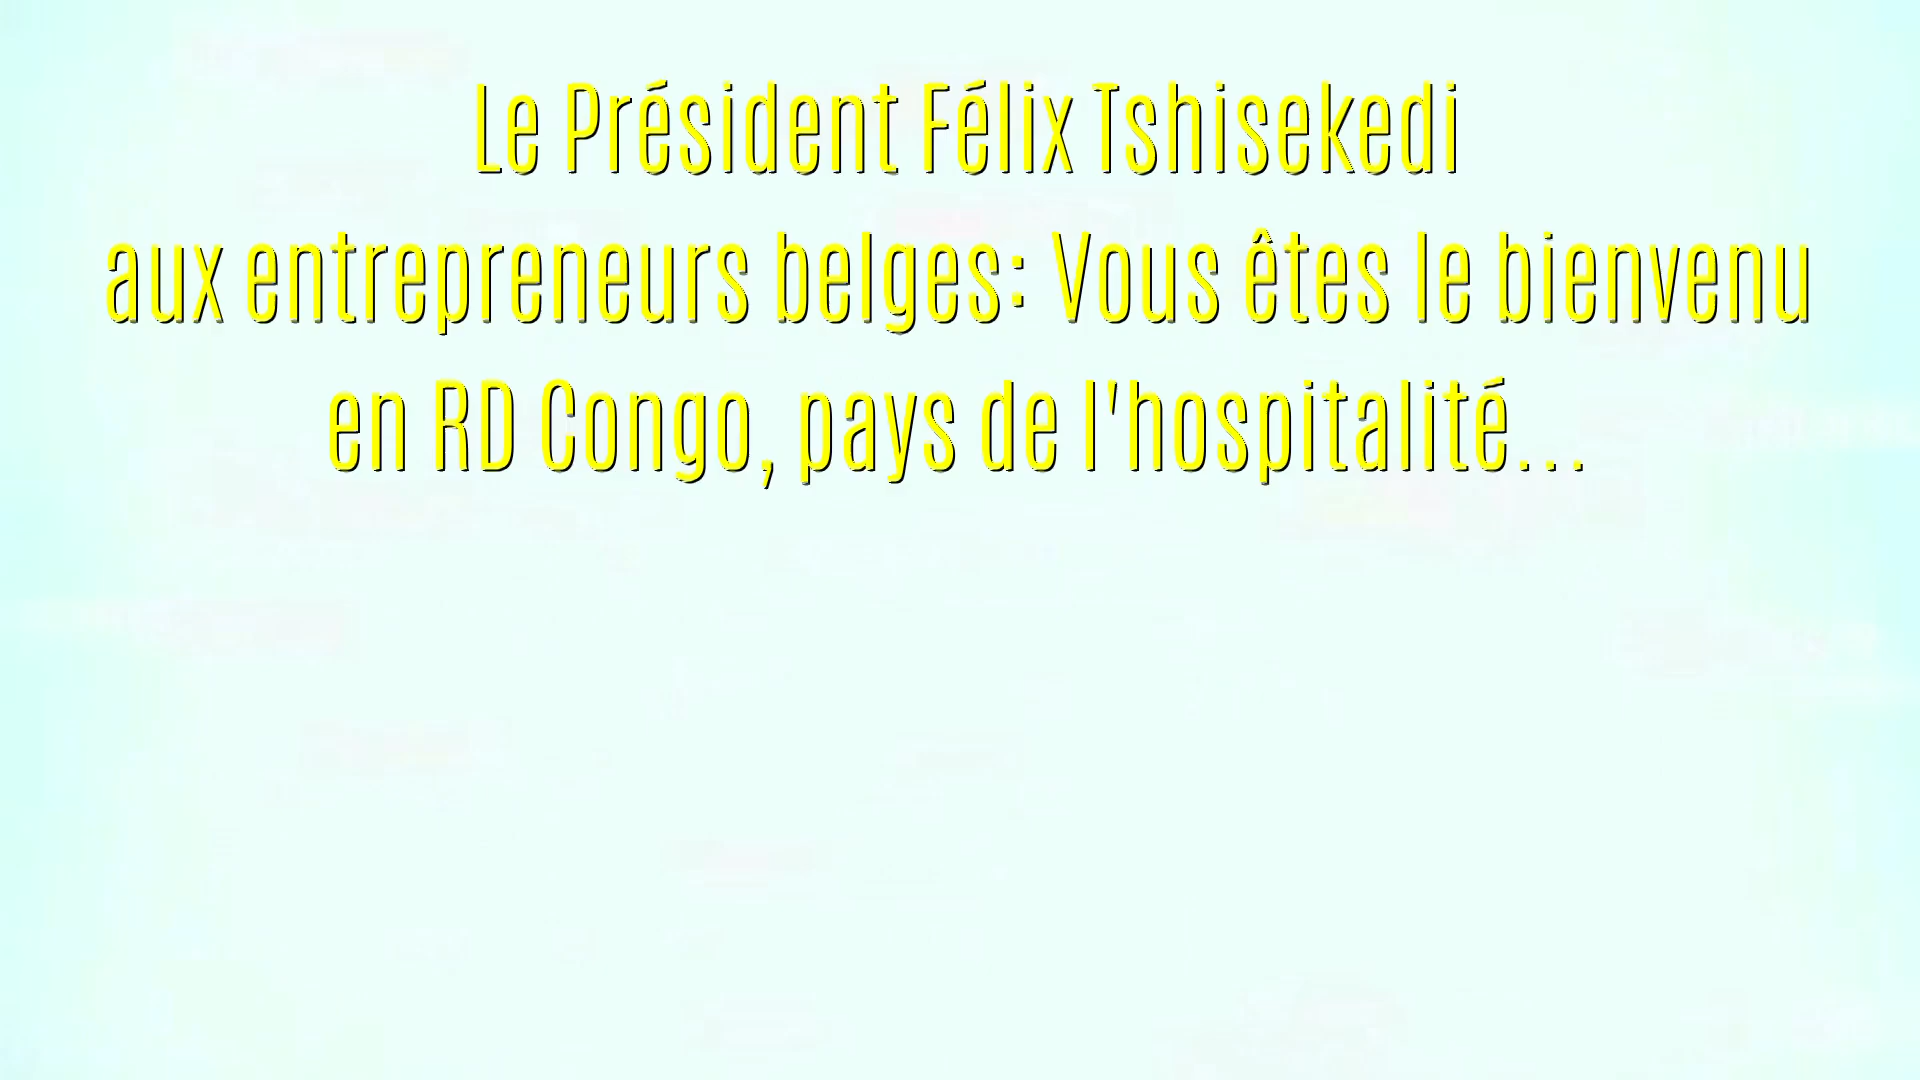 Le Président Félix Tshisekedi
aux entrepreneurs belges: Vous êtes le bienvenu
en RD Congo, pays de l'hospitalité...